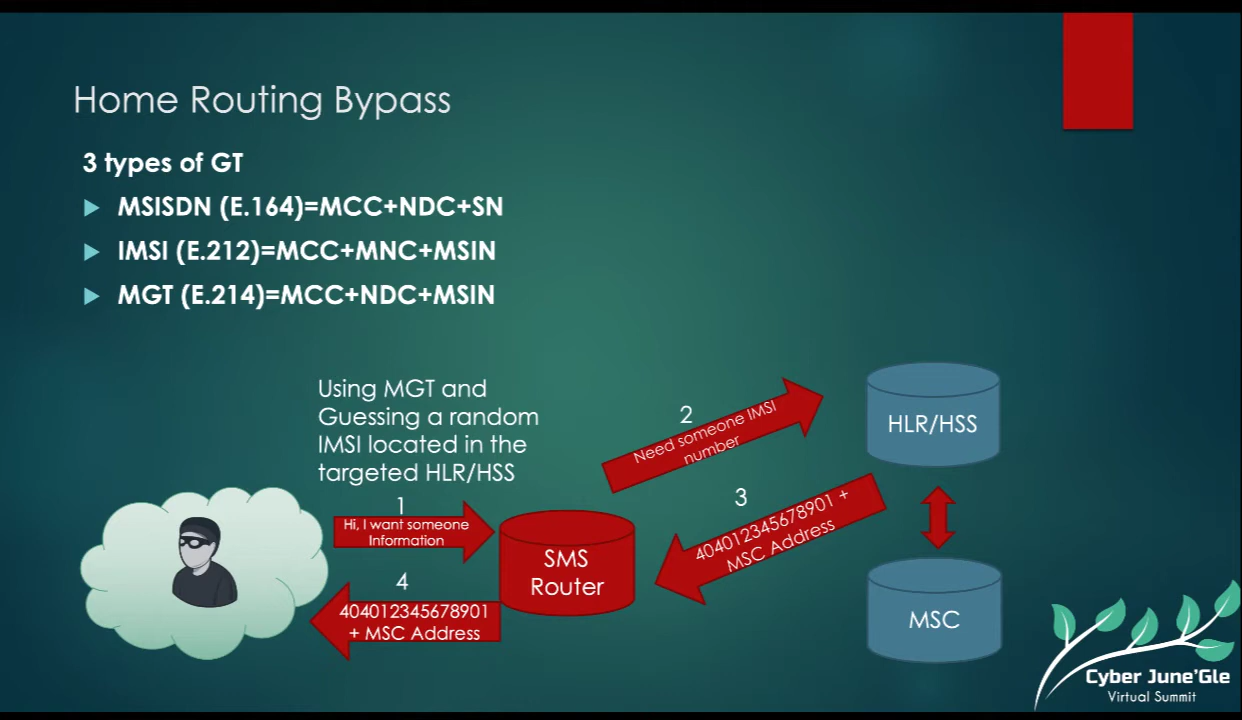 Home Routing Bypass
3 types of GT
MSISDN (E.164)=MCC+NDC+SN
IMSI (E.212)=MCC+MNC+MSIN
MGT (E.214)=MCC+NDC+MSIN
Using MGT and
Guessing a random
IMSI located in the
targeted HLR/HSS
1
Hi, I want someone
Information
2
Need someone IMSI
number
3
404012345678901 +
MSC Address
4
404012345678901
+ MSC Address
SMS
Router
HLR/HSS
MSC
Cyber June'Gle
Virtual Summit